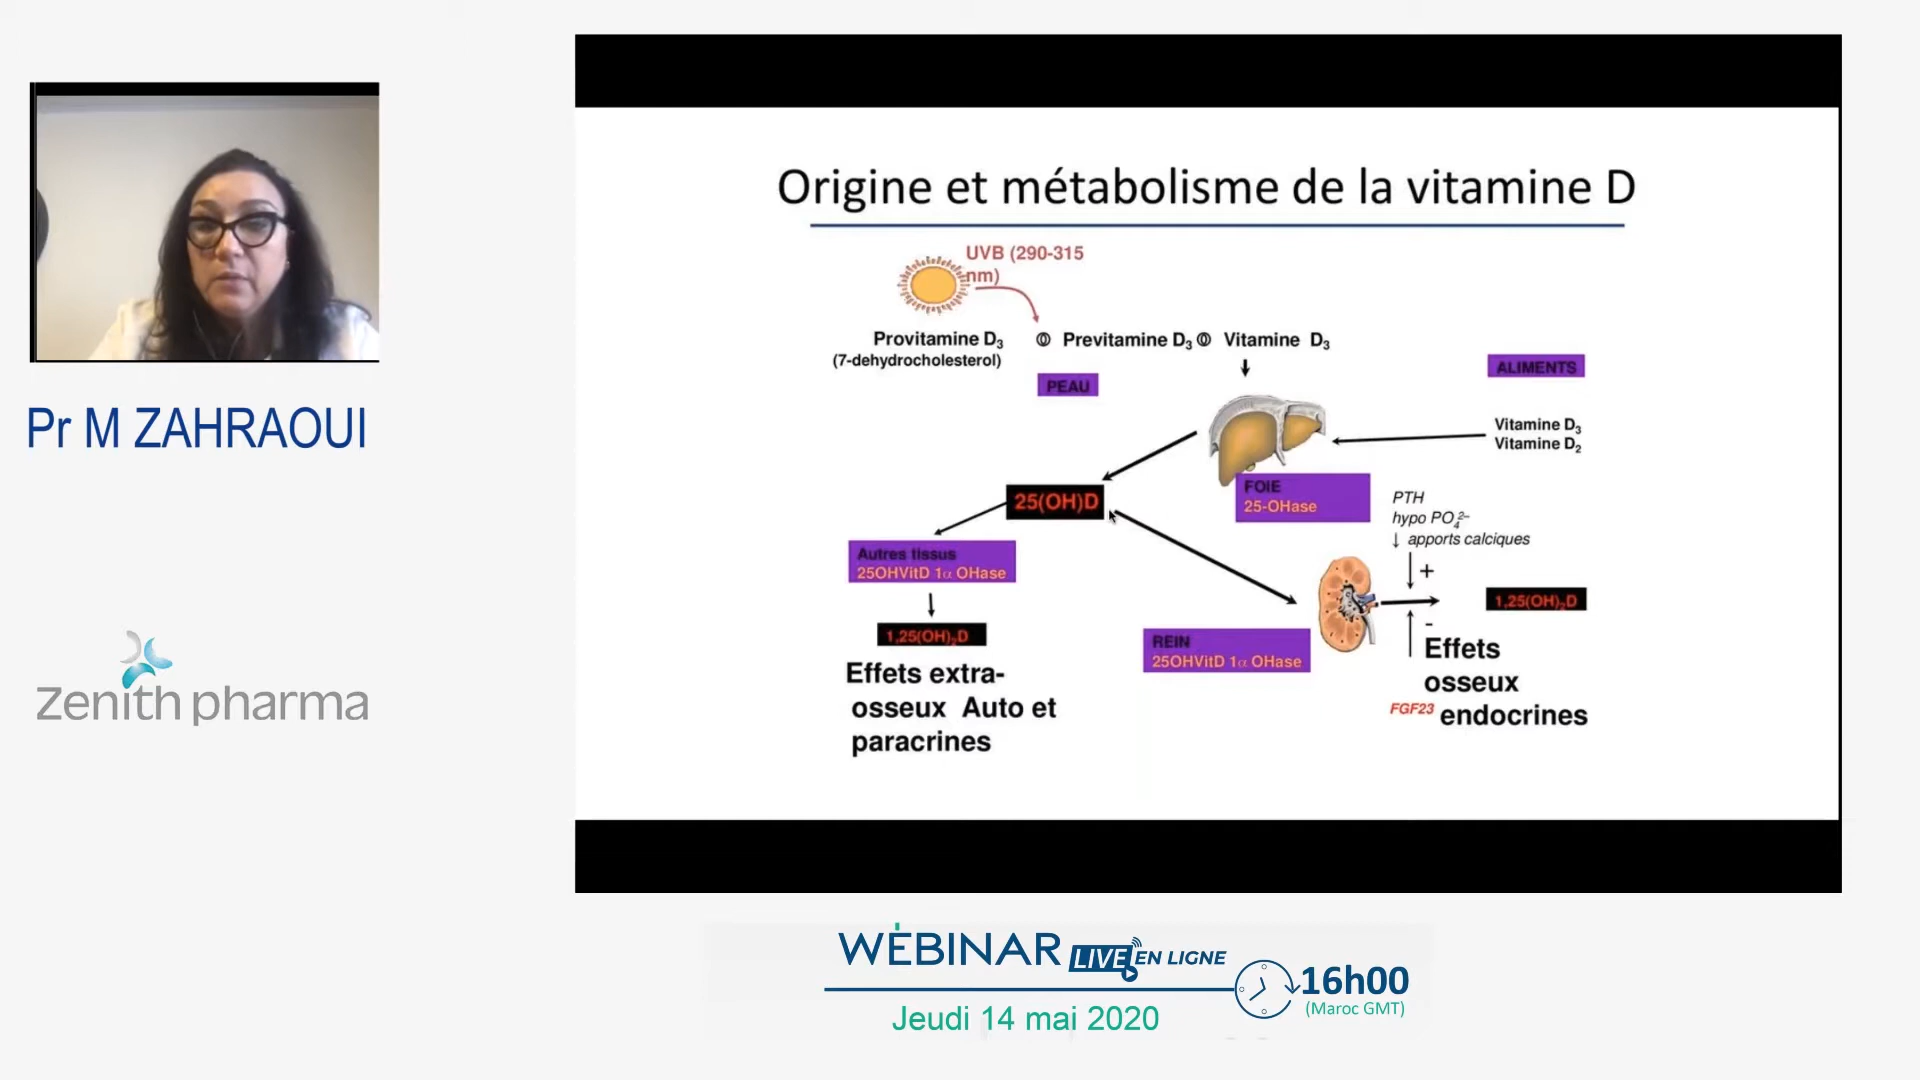 Pr M ZAHRAOUI
Zenith pharma
Origine et métabolisme de la vitamine D
UVB (290-315
nm)
Provitamine D₃
(7-dehydrocholesterol)
Previtamine D₃
Vitamine D₃
PEAU
ALIMENTS
Vitamine D₃
Vitamine D₂
25(OH)D
FOIE
25-OHase
PTH
hypo PO₄²⁻
↓ apports calciques
+
Autres tissus
25OHVitD 1α OHase
1,25(OH)₂D
Effets extra-
osseux Auto et
paracrines
REIN
25OHVitD 1α OHase
1,25(OH)₂D
-
Effets
osseux
endocrines
FGF23
WEBINAR LIVE EN LIGNE
Jeudi 14 mai 2020
16h00
(Maroc GMT)